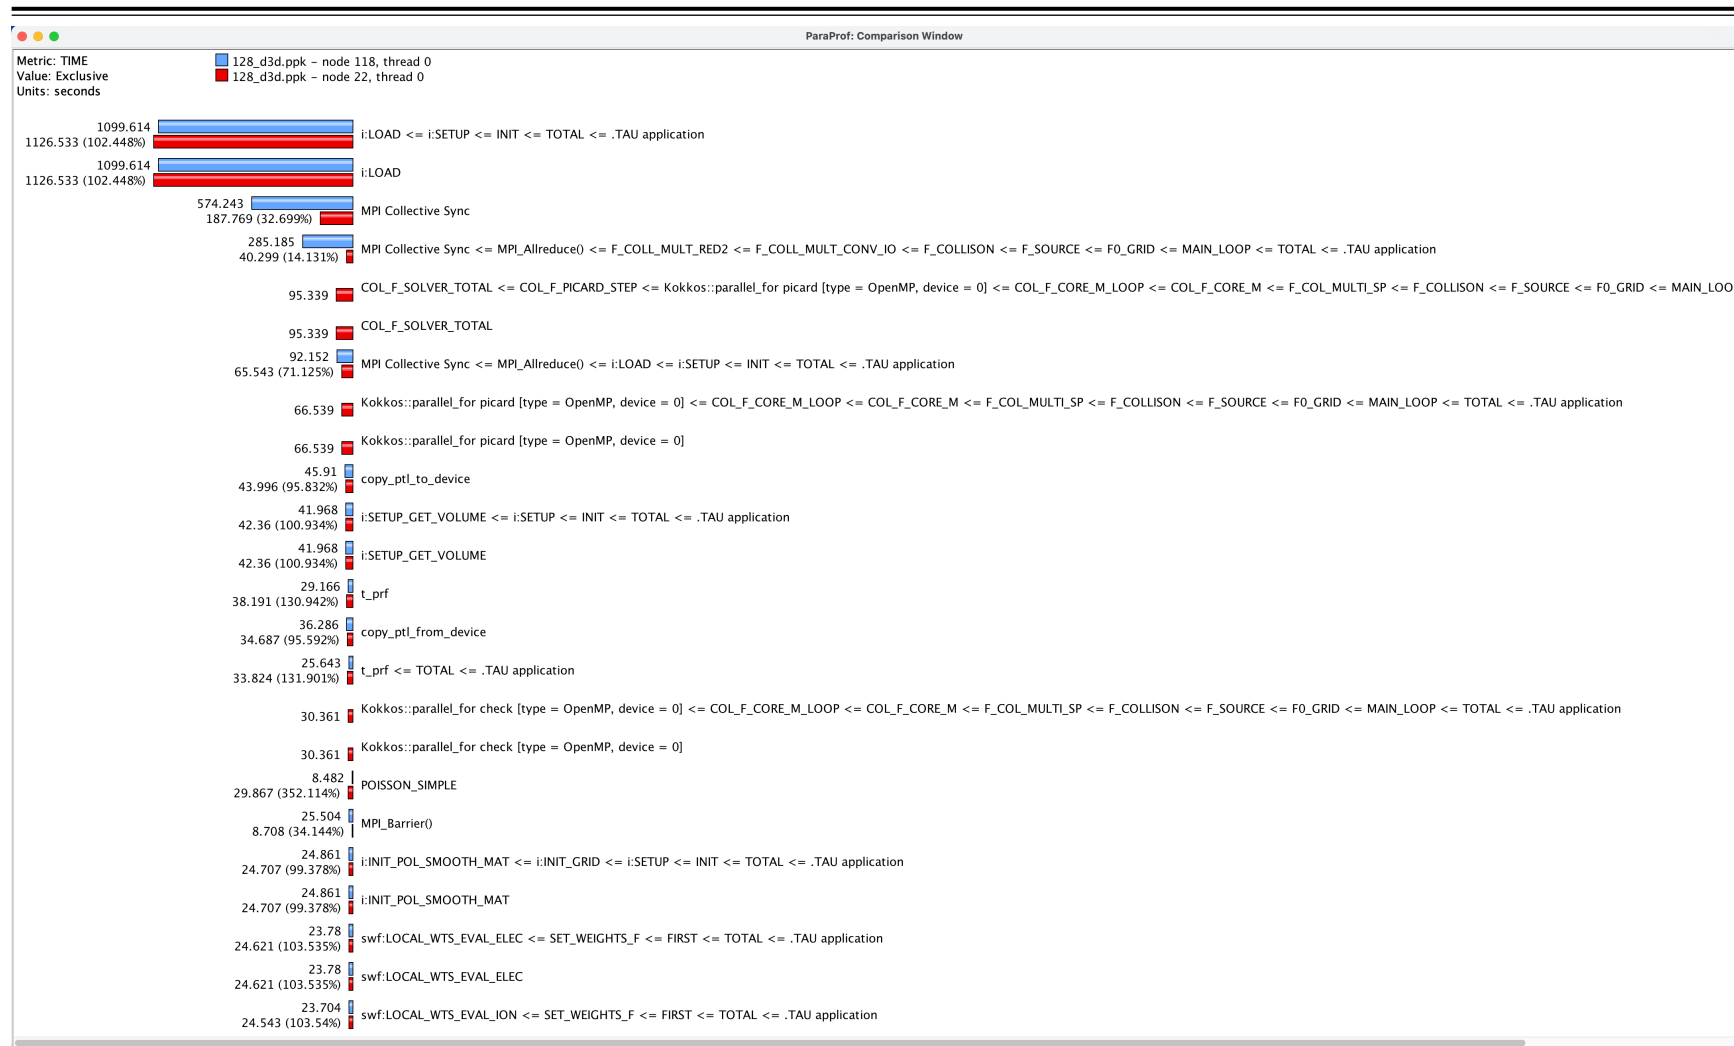 ParaProf: Comparison Window
Metric: TIME
Value: Exclusive
Units: seconds
128_d3d.ppk – node 118, thread 0
128_d3d.ppk – node 22, thread 0
1099.614
1126.533 (102.448%)
i:LOAD <= i:SETUP <= INIT <= TOTAL <= .TAU application
1099.614
1126.533 (102.448%)
i:LOAD
574.243
187.769 (32.699%)
MPI Collective Sync
285.185
40.299 (14.131%)
MPI Collective Sync <= MPI_Allreduce() <= F_COLL_MULT_RED2 <= F_COLL_MULT_CONV_IO <= F_COLLISON <= F_SOURCE <= F0_GRID <= MAIN_LOOP <= TOTAL <= .TAU application
95.339
COL_F_SOLVER_TOTAL <= COL_F_PICARD_STEP <= Kokkos::parallel_for picard [type = OpenMP, device = 0] <= COL_F_CORE_M_LOOP <= COL_F_CORE_M <= F_COL_MULTI_SP <= F_COLLISON <= F_SOURCE <= F0_GRID <= MAIN_LOO
95.339
COL_F_SOLVER_TOTAL
92.152
65.543 (71.125%)
MPI Collective Sync <= MPI_Allreduce() <= i:LOAD <= i:SETUP <= INIT <= TOTAL <= .TAU application
66.539
Kokkos::parallel_for picard [type = OpenMP, device = 0] <= COL_F_CORE_M_LOOP <= COL_F_CORE_M <= F_COL_MULTI_SP <= F_COLLISON <= F_SOURCE <= F0_GRID <= MAIN_LOOP <= TOTAL <= .TAU application
66.539
Kokkos::parallel_for picard [type = OpenMP, device = 0]
45.91
43.996 (95.832%)
copy_ptl_to_device
41.968
42.36 (100.934%)
i:SETUP_GET_VOLUME <= i:SETUP <= INIT <= TOTAL <= .TAU application
41.968
42.36 (100.934%)
i:SETUP_GET_VOLUME
29.166
38.191 (130.942%)
t_prf
36.286
34.687 (95.592%)
copy_ptl_from_device
25.643
33.824 (131.901%)
t_prf <= TOTAL <= .TAU application
30.361
Kokkos::parallel_for check [type = OpenMP, device = 0] <= COL_F_CORE_M_LOOP <= COL_F_CORE_M <= F_COL_MULTI_SP <= F_COLLISON <= F_SOURCE <= F0_GRID <= MAIN_LOOP <= TOTAL <= .TAU application
30.361
Kokkos::parallel_for check [type = OpenMP, device = 0]
8.482
29.867 (352.114%)
POISSON_SIMPLE
25.504
8.708 (34.144%)
MPI_Barrier()
24.861
24.707 (99.378%)
i:INIT_POL_SMOOTH_MAT <= i:INIT_GRID <= i:SETUP <= INIT <= TOTAL <= .TAU application
24.861
24.707 (99.378%)
i:INIT_POL_SMOOTH_MAT
23.78
24.621 (103.535%)
swf:LOCAL_WTS_EVAL_ELEC <= SET_WEIGHTS_F <= FIRST <= TOTAL <= .TAU application
23.78
24.621 (103.535%)
swf:LOCAL_WTS_EVAL_ELEC
23.704
24.543 (103.54%)
swf:LOCAL_WTS_EVAL_ION <= SET_WEIGHTS_F <= FIRST <= TOTAL <= .TAU application